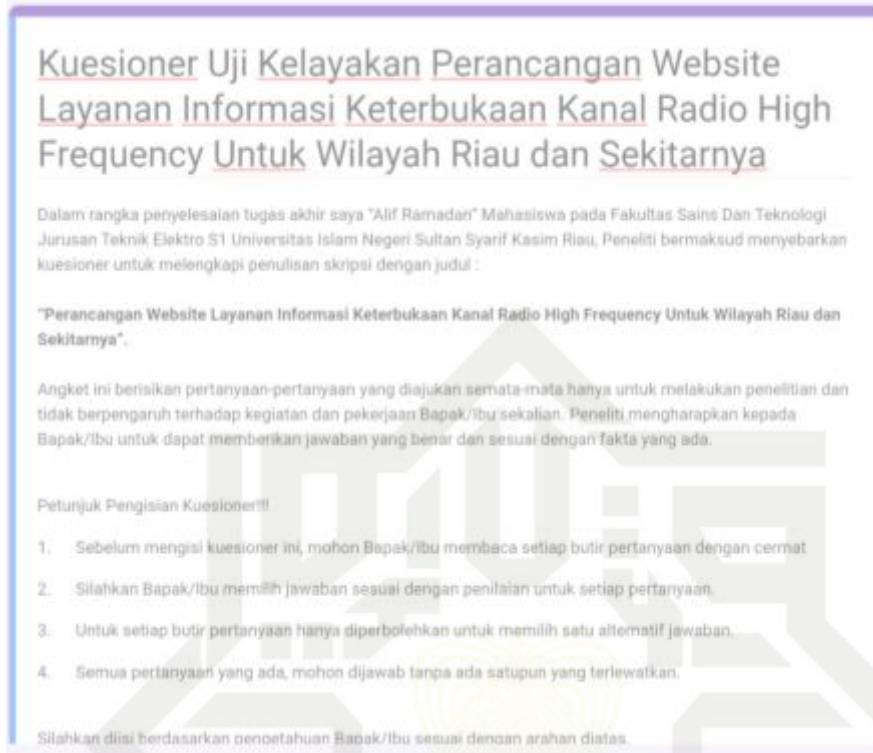 Kuesioner Uji Kelayakan Perancangan Website
Layanan Informasi Keterbukaan Kanal Radio High
Frequency Untuk Wilayah Riau dan Sekitarnya
Dalam rangka penyelesaian tugas akhir saya "Alif Ramadan" Mahasiswa pada Fakultas Sains Dan Teknologi
Jurusan Teknik Elektro S1 Universitas Islam Negeri Sultan Syarif Kasim Riau, Peneliti bermaksud menyebarkan
kuesioner untuk melengkapi penulisan skripsi dengan judul :
"Perancangan Website Layanan Informasi Keterbukaan Kanal Radio High Frequency Untuk Wilayah Riau dan
Sekitarnya".
Angket ini berisikan pertanyaan-pertanyaan yang diajukan semata-mata hanya untuk melakukan penelitian dan
tidak berpengaruh terhadap kegiatan dan pekerjaan Bapak/Ibu sekalian. Peneliti mengharapkan kepada
Bapak/Ibu untuk dapat memberikan jawaban yang benar dan sesuai dengan fakta yang ada.
Petunjuk Pengisian Kuesioner!!!
1. Sebelum mengisi kuesioner ini, mohon Bapak/Ibu membaca setiap butir pertanyaan dengan cermat
2. Silahkan Bapak/Ibu memilih jawaban sesuai dengan penilaian untuk setiap pertanyaan.
3. Untuk setiap butir pertanyaan hanya diperbolehkan untuk memilih satu alternatif jawaban.
4. Semua pertanyaan yang ada, mohon dijawab tanpa ada satupun yang terlewatkan.
Silahkan diisi berdasarkan pengetahuan Bapak/Ibu sesuai dengan arahan diatas